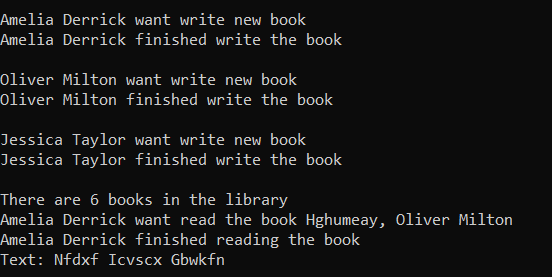 Amelia Derrick want write new book
Amelia Derrick finished write the book
Oliver Milton want write new book
Oliver Milton finished write the book
Jessica Taylor want write new book
Jessica Taylor finished write the book
There are 6 books in the library
Amelia Derrick want read the book Hghumeay, Oliver Milton
Amelia Derrick finished reading the book
Text: Nfdxf Icvscx Gbwkfn